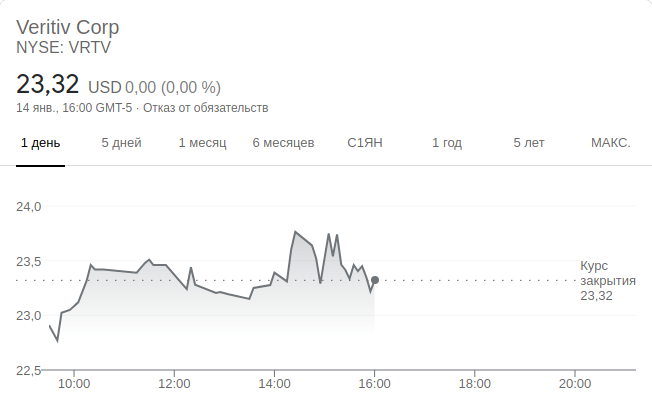 Veritiv Corp
NYSE: VRTV
23,32 USD 0,00 (0,00 %)
14 янв., 16:00 GMT-5 · Отказ от обязательств
1 день 5 дней 1 месяц 6 месяцев С1ЯН 1 год 5 лет МАКС.
24,0
23,5
Курс
закрытия
23,32
23,0
22,5
10:00 12:00 14:00 16:00 18:00 20:00